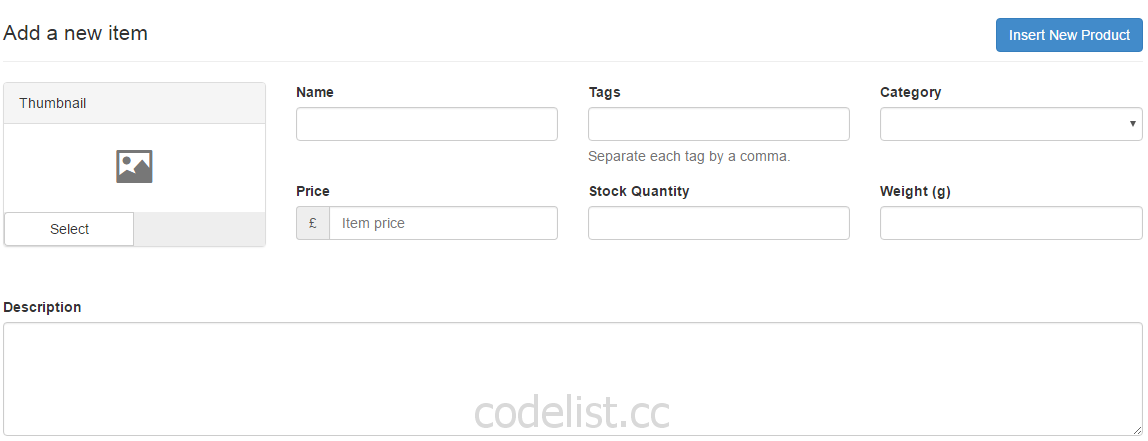 Add a new item
Insert New Product
Thumbnail
Select
Name
Tags
Category
Separate each tag by a comma.
Price
Stock Quantity
Weight (g)
£
Item price
Description
codelist.cc